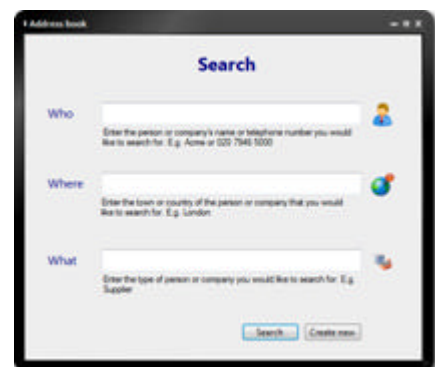 Address book
Search
Who
Enter the person or company's name or telephone number you would
like to search for. E.g. Acme or 020 7946 5000
Where
Enter the town or country of the person or company that you would
like to search for. E.g. London
What
Enter the type of person or company you would like to search for. E.g.
Supplier
Search
Create new